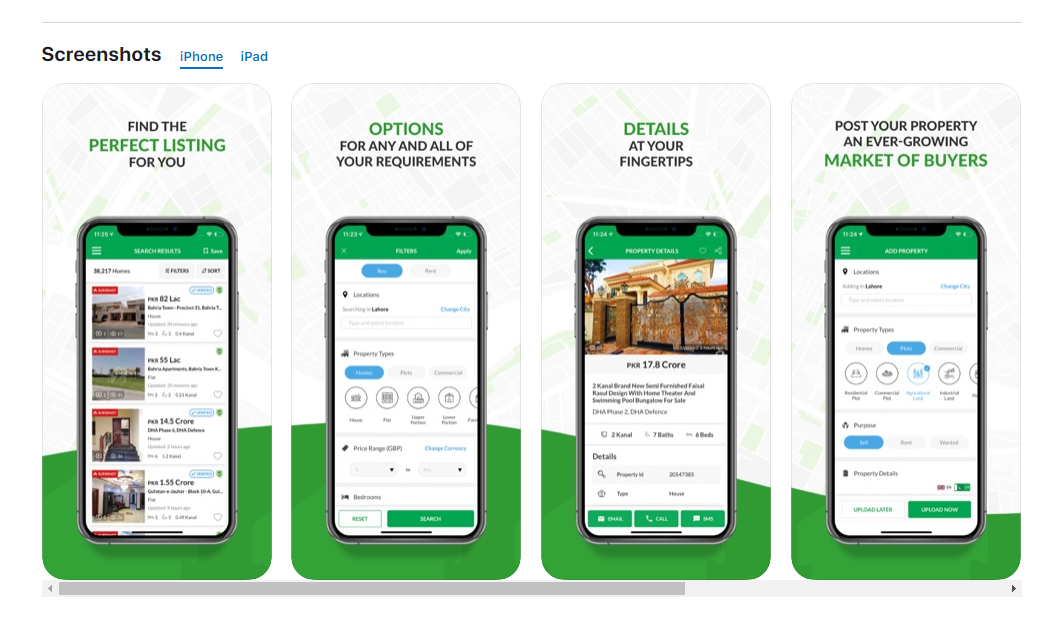 Screenshots
iPhone
iPad
FIND THE
PERFECT LISTING
FOR YOU
11:25
SEARCH RESULTS
Save
38,217 Homes
FILTERS
SORT
SUPERHOT
VERIFIED
PKR 82 Lac
Bahria Town - Precinct 31, Bahria T...
House
Updated: 24 minutes ago
3
3
0.4 Kanal
SUPERHOT
PKR 55 Lac
Bahria Apartments, Bahria Town K...
Flat
2
2
0.21 Kanal
SUPERHOT
VERIFIED
PKR 14.5 Crore
DHA Phase 6, DHA Defence
House
Updated: 2 hours ago
6
1.2 Kanal
SUPERHOT
VERIFIED
PKR 1.55 Crore
Gulistan-e-Jauhar - Block 10-A, Gul...
Flat
Updated: 9 hours ago
3
3
0.49 Kanal
OPTIONS
FOR ANY AND ALL OF
YOUR REQUIREMENTS
11:23
FILTERS
Apply
Buy
Rent
Locations
Searching in Lahore
Change City
Type and select location
Property Types
Homes
Plots
Commercial
House
Flat
Upper
Portion
Lower
Portion
Price Range (GBP)
Change Currency
to
Any
Bedrooms
RESET
SEARCH
DETAILS
AT YOUR
FINGERTIPS
11:24
PROPERTY DETAILS
PKR 17.8 Crore
2 Kanal Brand New Semi Furnished Faisal
Rasul Design With Home Theater And
Swimming Pool Bungalow For Sale
DHA Phase 2, DHA Defence
2 Kanal
7 Baths
6 Beds
Details
Property Id
20547385
Type
House
EMAIL
CALL
SMS
POST YOUR PROPERTY
AN EVER-GROWING
MARKET OF BUYERS
11:24
ADD PROPERTY
Locations
Adding in Lahore
Change City
Type and select location
Property Types
Homes
Plots
Commercial
Residential
Plot
Commercial
Plot
Agricultural
Land
Industrial
Land
Purpose
Sell
Rent
Wanted
Property Details
EN
UPLOAD LATER
UPLOAD NOW